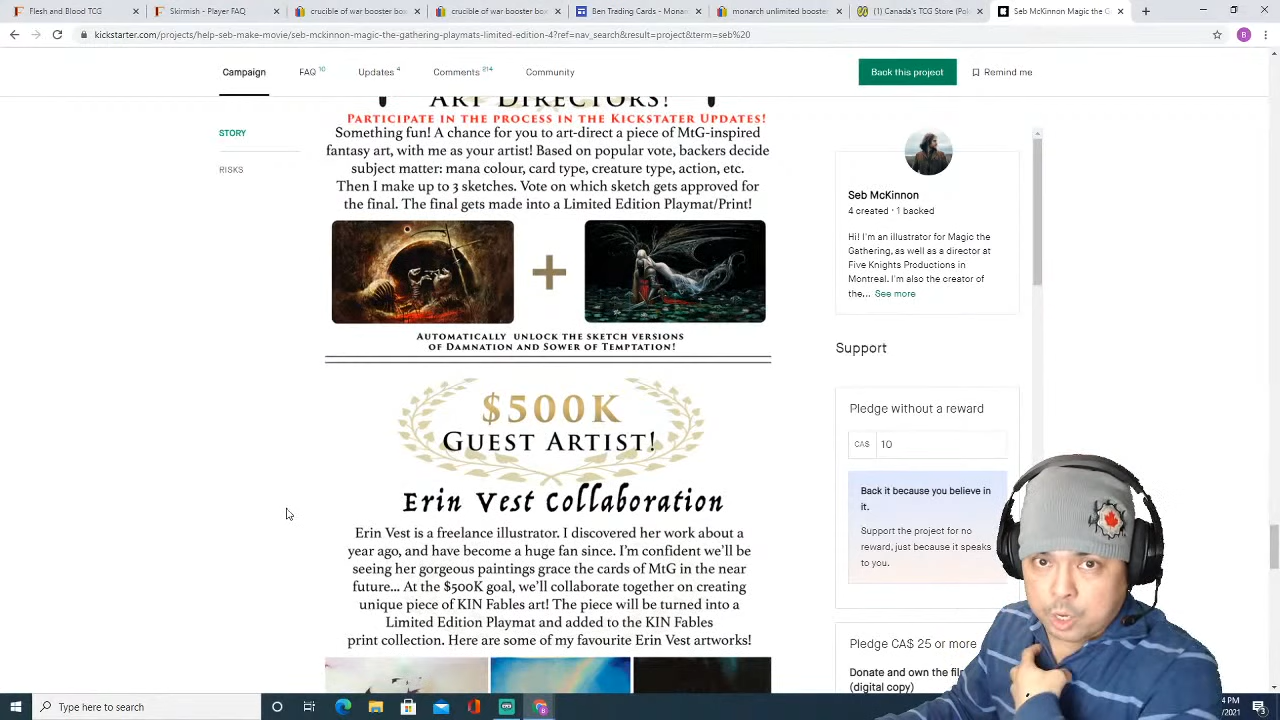 Flesh and Blood TCG
Skirmish - Player FAQ
crucible of war booster
crucible of blood
Trading Cards - Monarc
monarch unlimited booster
(1) Canada's TCG Store (Pok
Seb McKinnon Magic the G
kickstarter.com/projects/help-seb-make-movie/seb-mckinnon-magic-the-gathering-playmats-limited-edition-4?ref=nav_search&result=project&term=seb%20
B
Campaign FAQ 10 Updates 4 Comments 214 Community
Back this project
Remind me
STORY
RISKS
ART DIRECTORS!
PARTICIPATE IN THE PROCESS IN THE KICKSTATER UPDATES!
Something fun! A chance for you to art-direct a piece of MtG-inspired
fantasy art, with me as your artist! Based on popular vote, backers decide
subject matter: mana colour, card type, creature type, action, etc.
Then I make up to 3 sketches. Vote on which sketch gets approved for
the final. The final gets made into a Limited Edition Playmat/Print!
+
AUTOMATICALLY UNLOCK THE SKETCH VERSIONS
OF DAMNATION AND SOWER OF TEMPTATION!
$500K
GUEST ARTIST!
Erin Vest Collaboration
Erin Vest is a freelance illustrator. I discovered her work about a
year ago, and have become a huge fan since. I'm confident we'll be
seeing her gorgeous paintings grace the cards of MtG in the near
future... At the $500K goal, we'll collaborate together on creating
unique piece of KIN Fables art! The piece will be turned into a
Limited Edition Playmat and added to the KIN Fables
print collection. Here are some of my favourite Erin Vest artworks!
Seb McKinnon
4 created · 1 backed
Hi! I'm an illustrator for Magic the
Gathering, as well as a director at
Five Knights Productions in
Montreal. I'm also the creator of
the... See more
Support
Pledge without a reward
CA$ 10
Back it because you believe in
it.
Support the project for no
reward, just because it speaks
to you.
Pledge CA$ 25 or more
Donate and own the fil
(digital copy)
Type here to search
4 PM
/2021